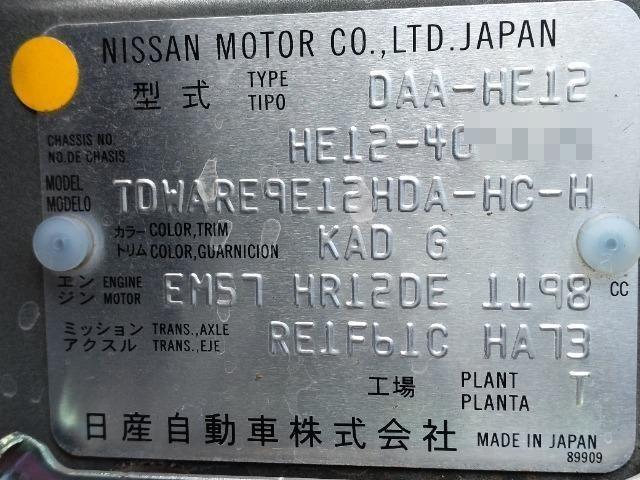 NISSAN MOTOR CO.,LTD.JAPAN
型式 TYPE TIPO DAA-HE12
CHASSIS NO. NO.DE CHASIS HE12-40
MODEL MODELO TDWARE9E12HDA-HC-H
カラー COLOR,TRIM トリム COLOR,GUARNICION KAD G
エンジン ENGINE MOTOR EM57 HR12DE 1198 CC
ミッション TRANS.,AXLE アクスル TRANS.,EJE RE1F61C HA73
工場 PLANT PLANTA T
日産自動車株式会社 MADE IN JAPAN
89909